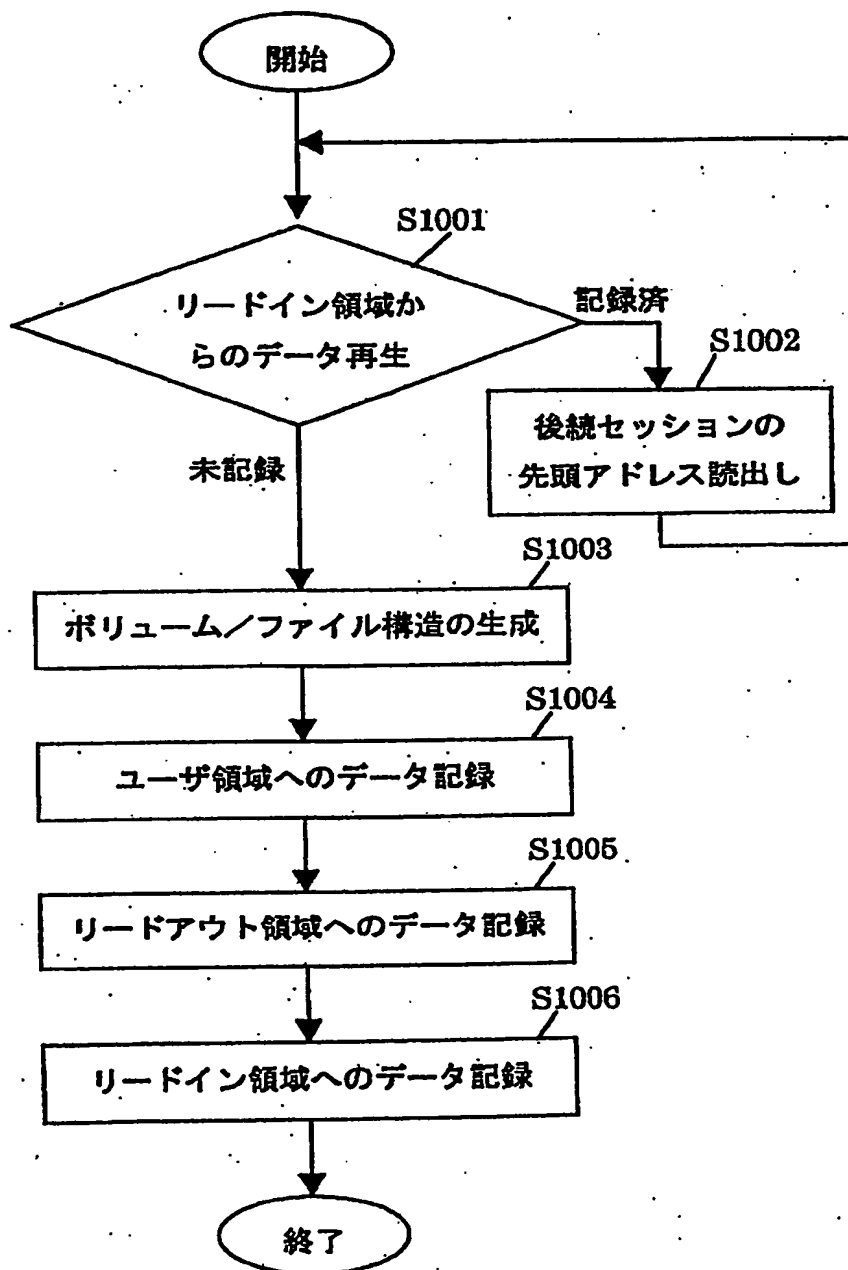 開始
S1001
リードイン領域か
らのデータ再生
記録済
S1002
後続セッションの
先頭アドレス読出し
未記録
S1003
ボリューム／ファイル構造の生成
S1004
ユーザ領域へのデータ記録
S1005
リードアウト領域へのデータ記録
S1006
リードイン領域へのデータ記録
終了